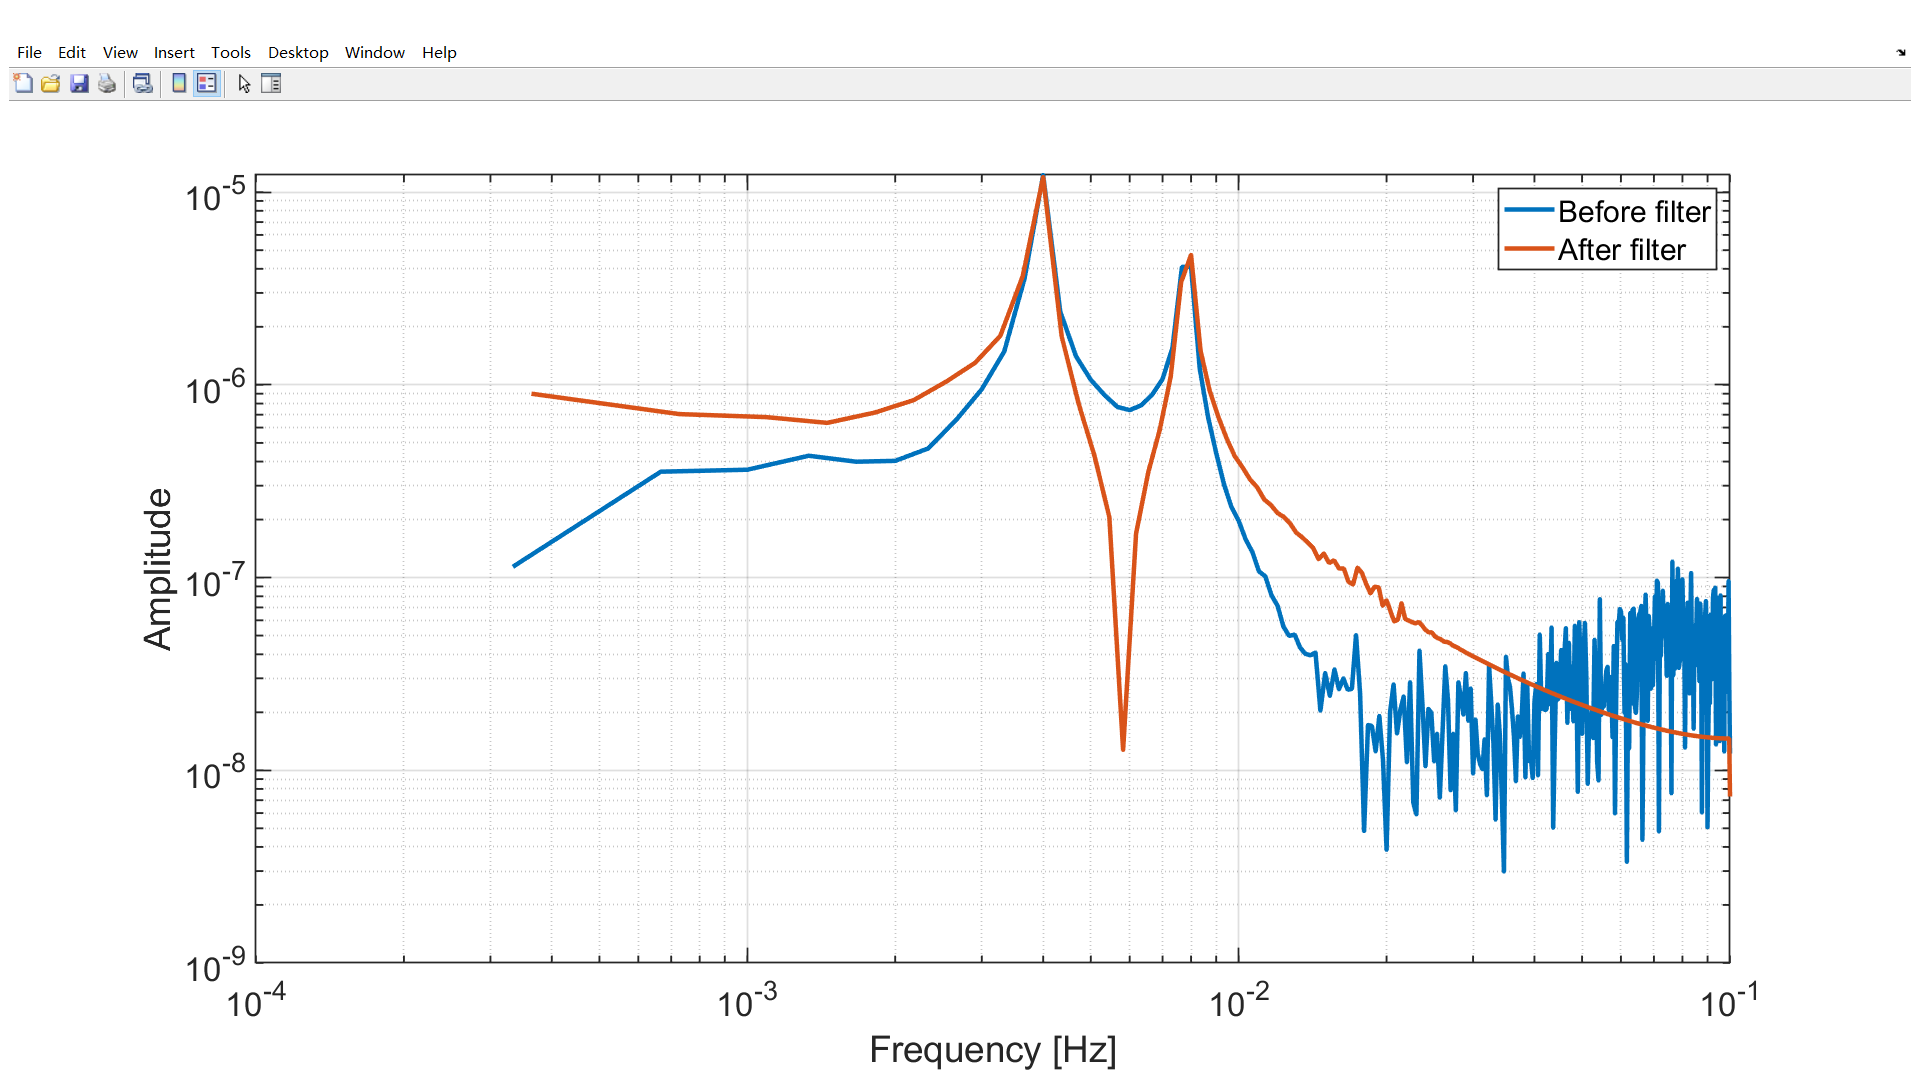 File Edit View Insert Tools Desktop Window Help
10^-5
10^-6
10^-7
10^-8
10^-9
Amplitude
Before filter
After filter
10^-4 10^-3 10^-2 10^-1
Frequency [Hz]